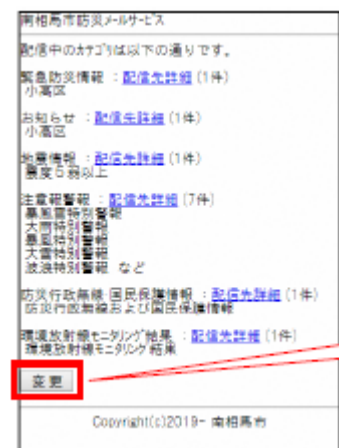 南相馬市防災メールサービス
配信中のカテゴリは以下の通りです。
緊急防災情報 : 配信先詳細 (1件)
小高区
お知らせ : 配信先詳細 (1件)
小高区
地震情報 : 配信先詳細 (1件)
震度5弱以上
注意報警報 : 配信先詳細 (7件)
暴風雪特別警報
大雨特別警報
暴風特別警報
大雪特別警報
波浪特別警報 など
防災行政無線・国民保護情報 : 配信先詳細 (1件)
防災行政無線および国民保護情報
環境放射線モニタリング結果 : 配信先詳細 (1件)
環境放射線モニタリング結果
変更
Copyright(c)2019- 南相馬市